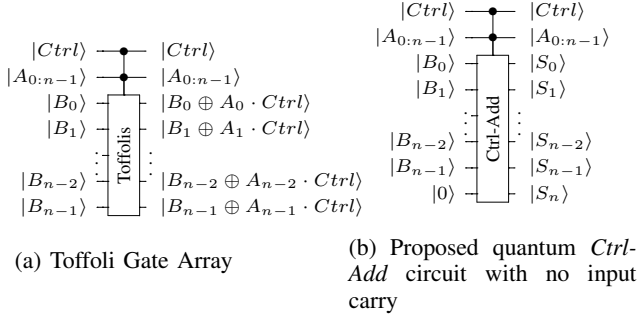 |Ctrl⟩ |Ctrl⟩
|A_{0:n−1}⟩ |A_{0:n−1}⟩
|B_0⟩ |B_0 ⊕ A_0 · Ctrl⟩
|B_1⟩ |B_1 ⊕ A_1 · Ctrl⟩
⋮ Toffolis ⋮
|B_{n−2}⟩ |B_{n−2} ⊕ A_{n−2} · Ctrl⟩
|B_{n−1}⟩ |B_{n−1} ⊕ A_{n−1} · Ctrl⟩
(a) Toffoli Gate Array
|Ctrl⟩ |Ctrl⟩
|A_{0:n−1}⟩ |A_{0:n−1}⟩
|B_0⟩ |S_0⟩
|B_1⟩ |S_1⟩
⋮ Ctrl-Add ⋮
|B_{n−2}⟩ |S_{n−2}⟩
|B_{n−1}⟩ |S_{n−1}⟩
|0⟩ |S_n⟩
(b) Proposed quantum Ctrl-
Add circuit with no input
carry